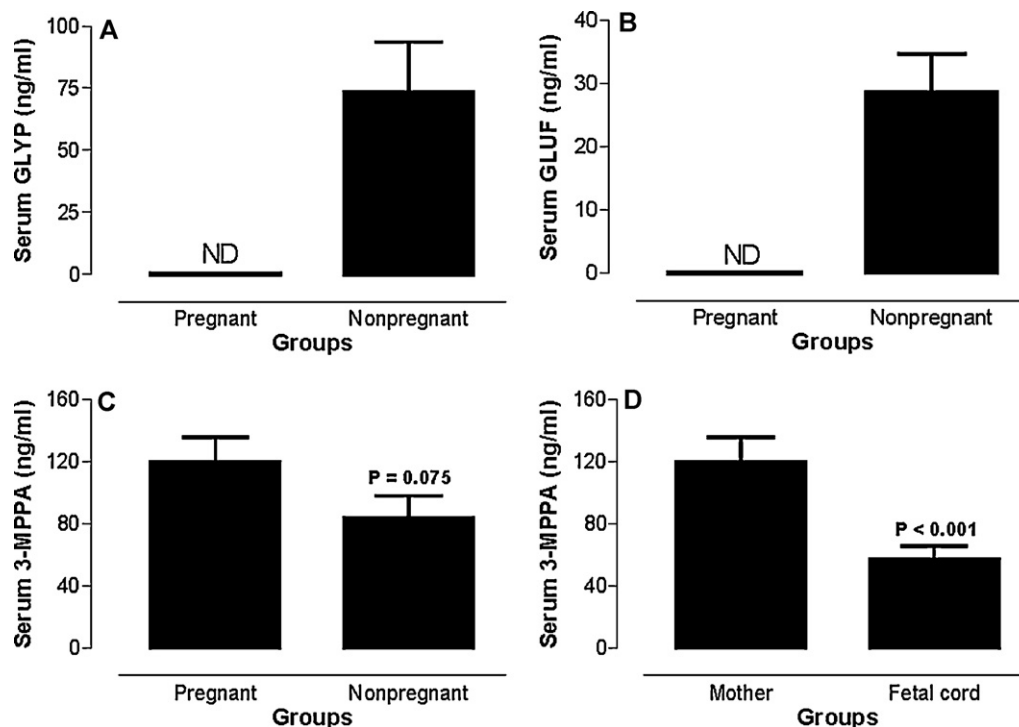 A
Serum GLYP (ng/ml)
100
75
50
25
0
ND
Pregnant Nonpregnant
Groups
B
Serum GLUF (ng/ml)
40
30
20
10
0
ND
Pregnant Nonpregnant
Groups
C
Serum 3-MPPA (ng/ml)
160
120
80
40
0
P = 0.075
Pregnant Nonpregnant
Groups
D
Serum 3-MPPA (ng/ml)
160
120
80
40
0
P < 0.001
Mother Fetal cord
Groups